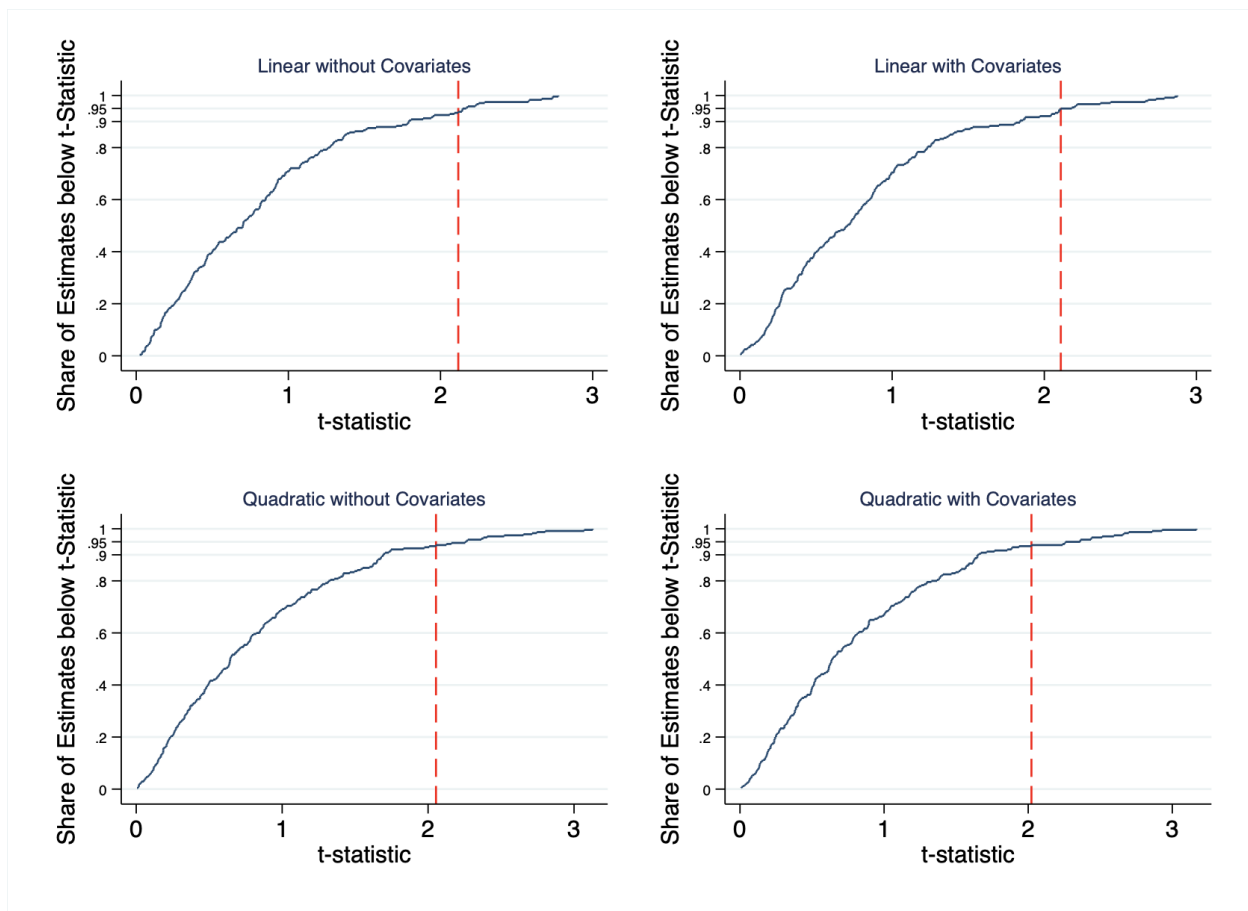 Linear without Covariates
Share of Estimates below t-Statistic
1
.95
.9
.8
.6
.4
.2
0
0 1 2 3
t-statistic
Linear with Covariates
Share of Estimates below t-Statistic
1
.95
.9
.8
.6
.4
.2
0
0 1 2 3
t-statistic
Quadratic without Covariates
Share of Estimates below t-Statistic
1
.95
.9
.8
.6
.4
.2
0
0 1 2 3
t-statistic
Quadratic with Covariates
Share of Estimates below t-Statistic
1
.95
.9
.8
.6
.4
.2
0
0 1 2 3
t-statistic